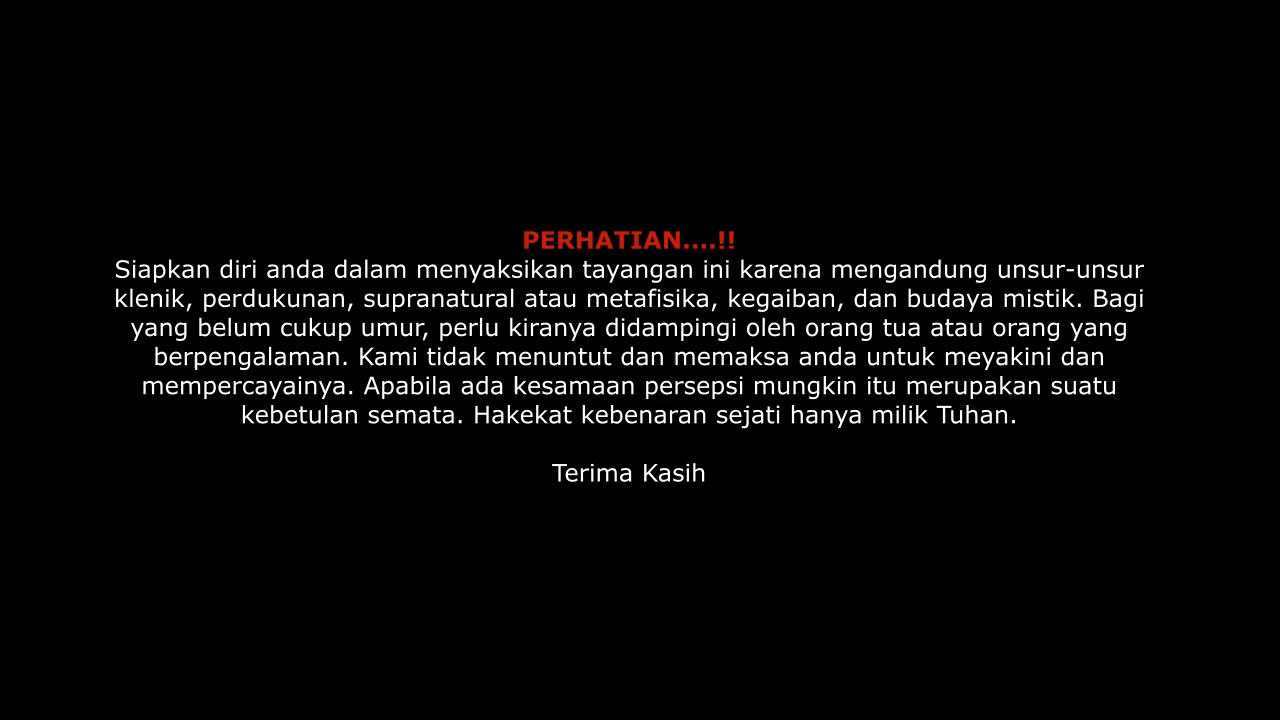 PERHATIAN....!!
Siapkan diri anda dalam menyaksikan tayangan ini karena mengandung unsur-unsur
klenik, perdukunan, supranatural atau metafisika, kegaiban, dan budaya mistik. Bagi
yang belum cukup umur, perlu kiranya didampingi oleh orang tua atau orang yang
berpengalaman. Kami tidak menuntut dan memaksa anda untuk meyakini dan
mempercayainya. Apabila ada kesamaan persepsi mungkin itu merupakan suatu
kebetulan semata. Hakekat kebenaran sejati hanya milik Tuhan.
Terima Kasih